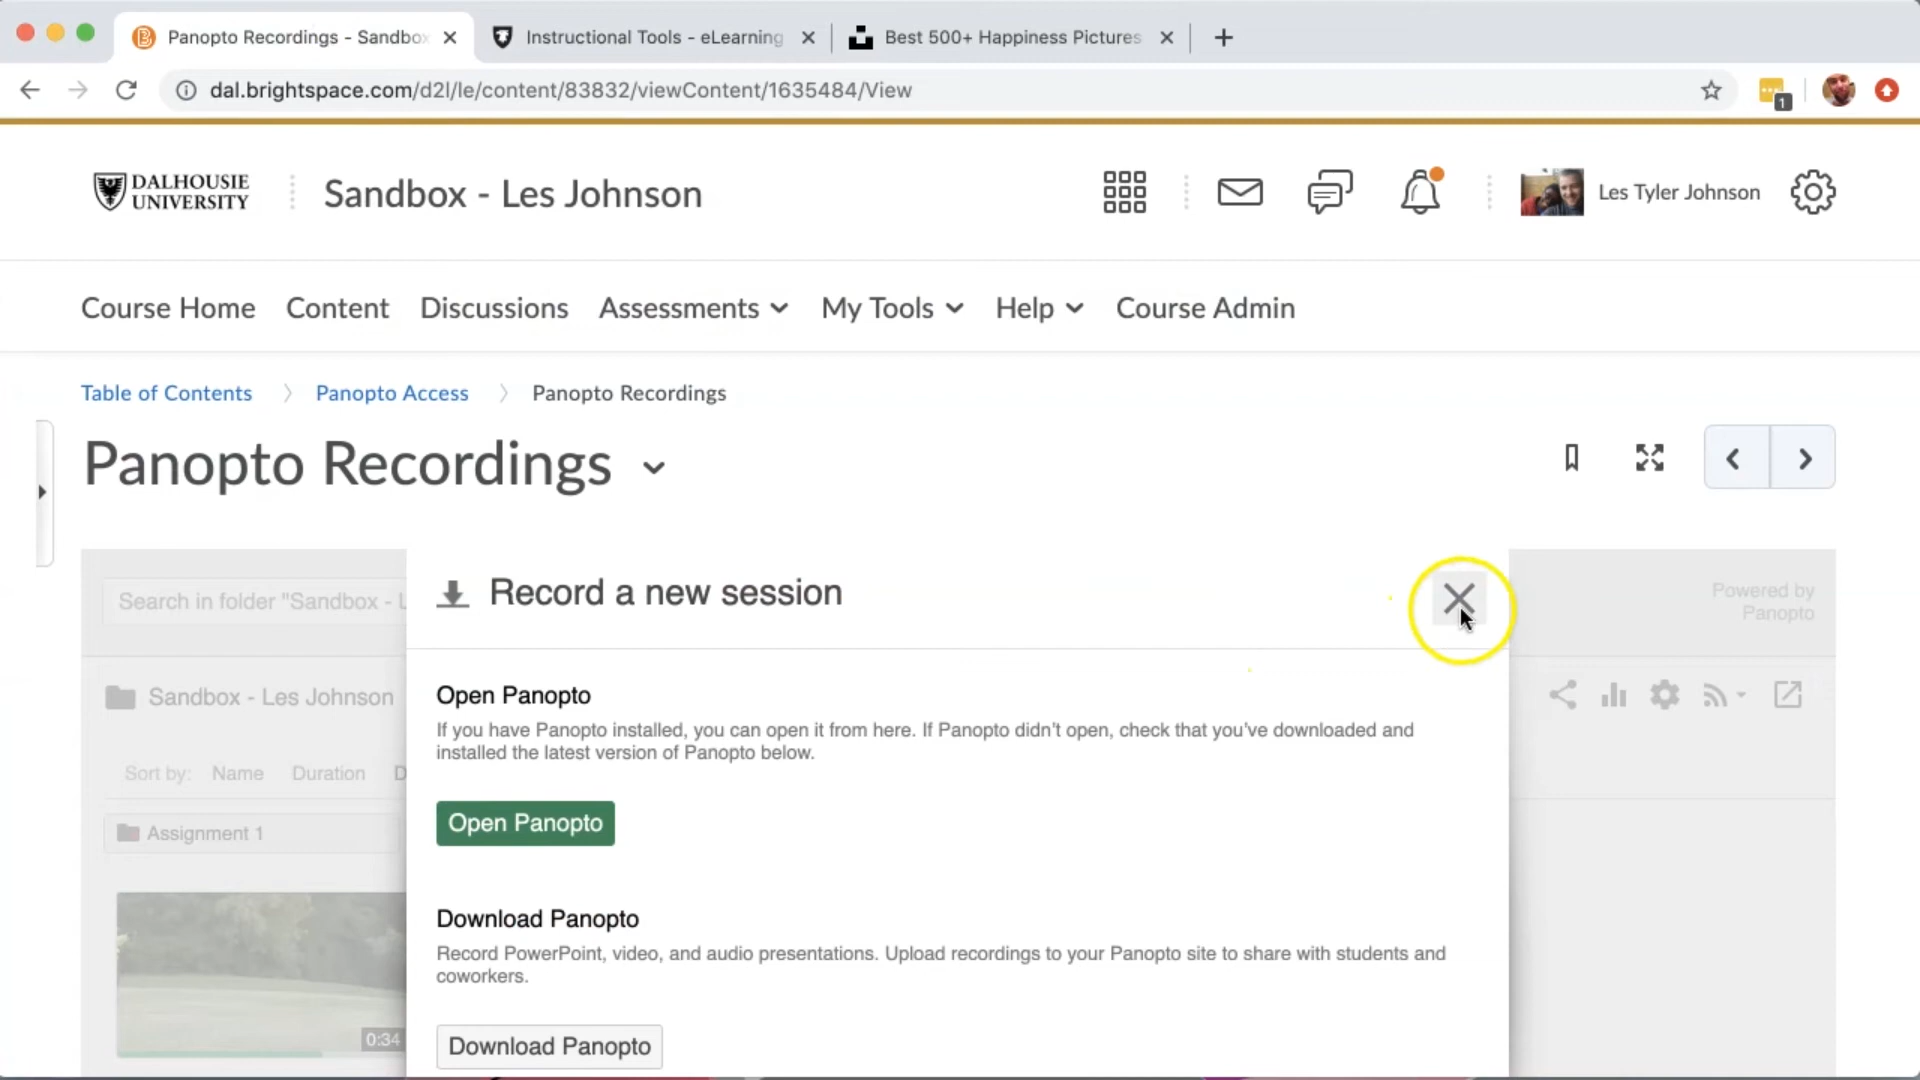 Panopto Recordings - Sandbox
Instructional Tools - eLearning
Best 500+ Happiness Pictures
dal.brightspace.com/d2l/le/content/83832/viewContent/1635484/View
1
DALHOUSIE
UNIVERSITY
Sandbox - Les Johnson
Les Tyler Johnson
Course Home Content Discussions Assessments My Tools Help Course Admin
Table of Contents Panopto Access Panopto Recordings
Panopto Recordings
Search in folder "Sandbox - L
Record a new session
Powered by
Panopto
Sandbox - Les Johnson
Open Panopto
If you have Panopto installed, you can open it from here. If Panopto didn't open, check that you've downloaded and
installed the latest version of Panopto below.
Sort by: Name Duration D
Open Panopto
Assignment 1
Download Panopto
Record PowerPoint, video, and audio presentations. Upload recordings to your Panopto site to share with students and
coworkers.
0:34
Download Panopto